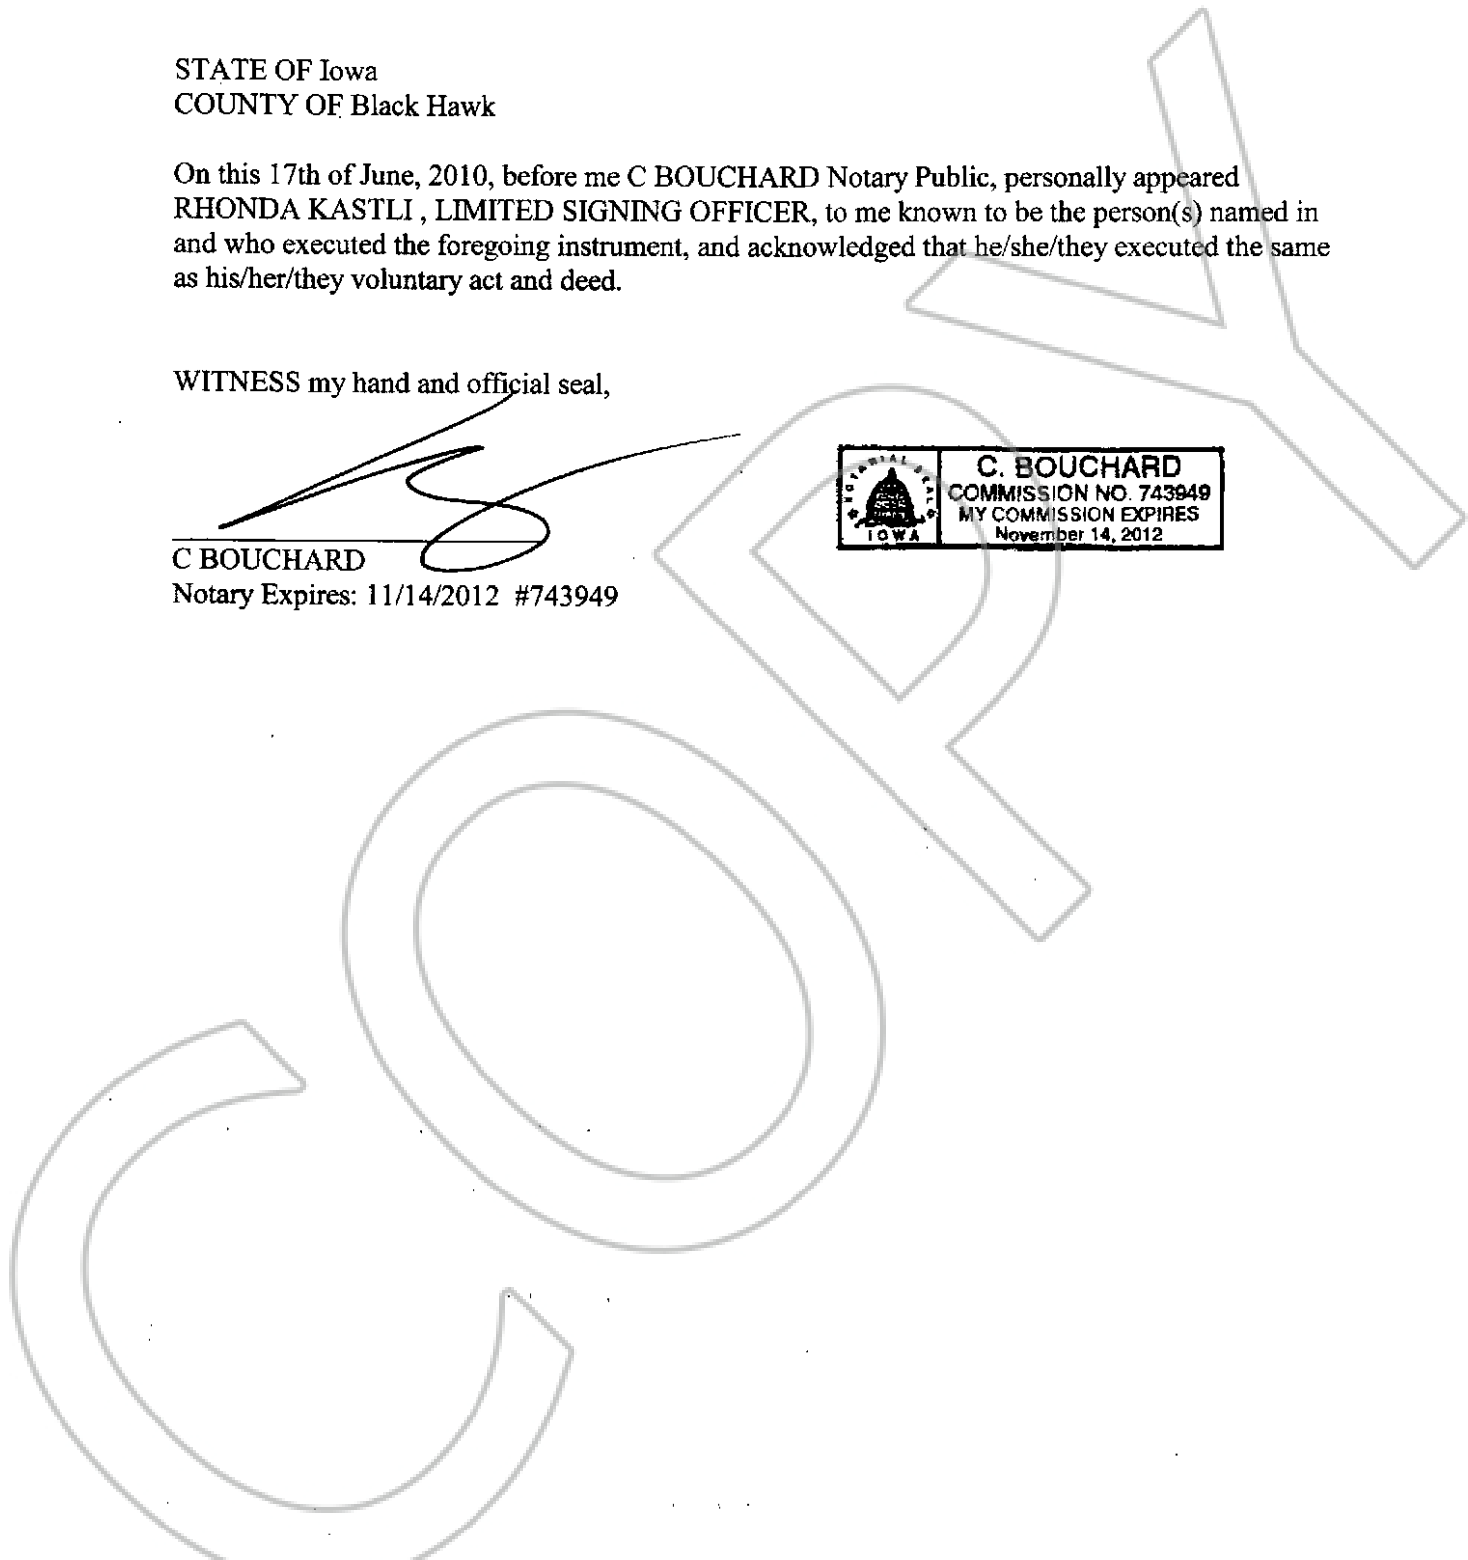 STATE OF Iowa
COUNTY OF Black Hawk
On this 17th of June, 2010, before me C BOUCHARD Notary Public, personally appeared
RHONDA KASTLI , LIMITED SIGNING OFFICER, to me known to be the person(s) named in
and who executed the foregoing instrument, and acknowledged that he/she/they executed the same
as his/her/they voluntary act and deed.
WITNESS my hand and official seal,
C BOUCHARD
Notary Expires: 11/14/2012 #743949
NOTARIAL SEAL
IOWA
C. BOUCHARD
COMMISSION NO. 743949
MY COMMISSION EXPIRES
November 14, 2012
COPY